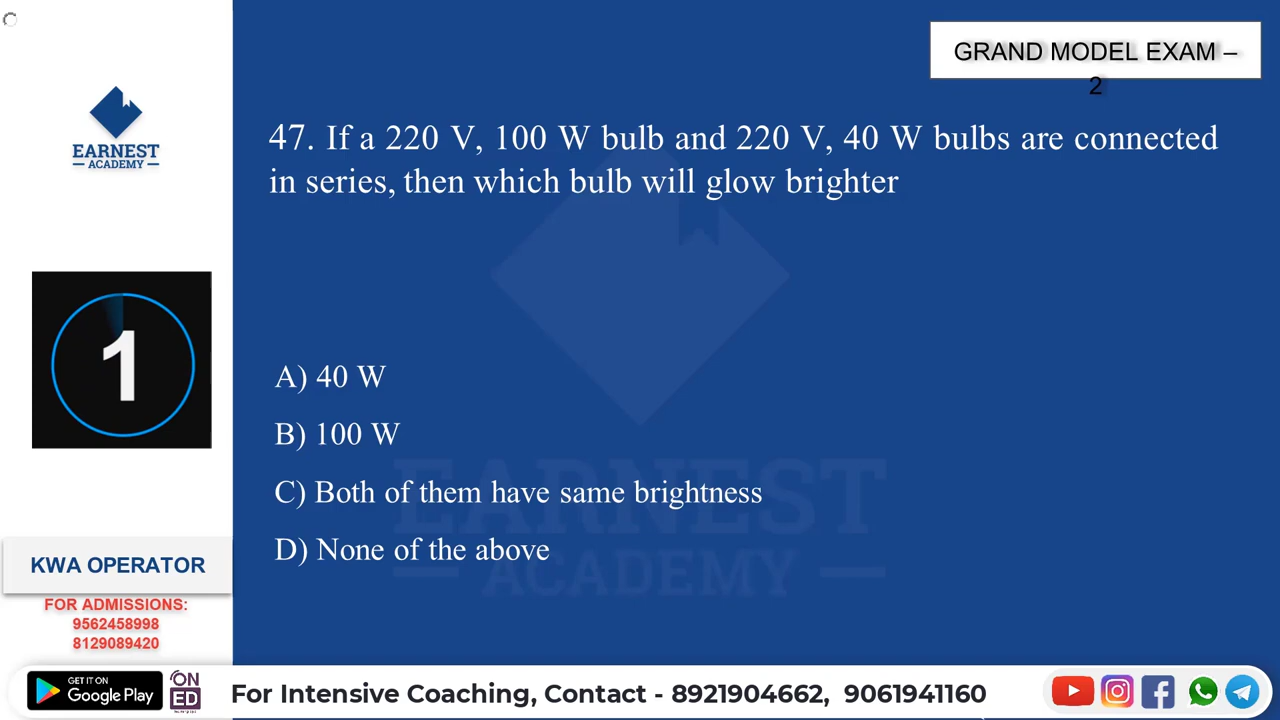 GRAND MODEL EXAM –
2
EARNEST
ACADEMY
47. If a 220 V, 100 W bulb and 220 V, 40 W bulbs are connected
in series, then which bulb will glow brighter
1
A) 40 W
B) 100 W
C) Both of them have same brightness
D) None of the above
EARNEST
ACADEMY
KWA OPERATOR
FOR ADMISSIONS:
9562458998
8129089420
GET IT ON
Google Play
ON
ED
For Intensive Coaching, Contact - 8921904662, 9061941160